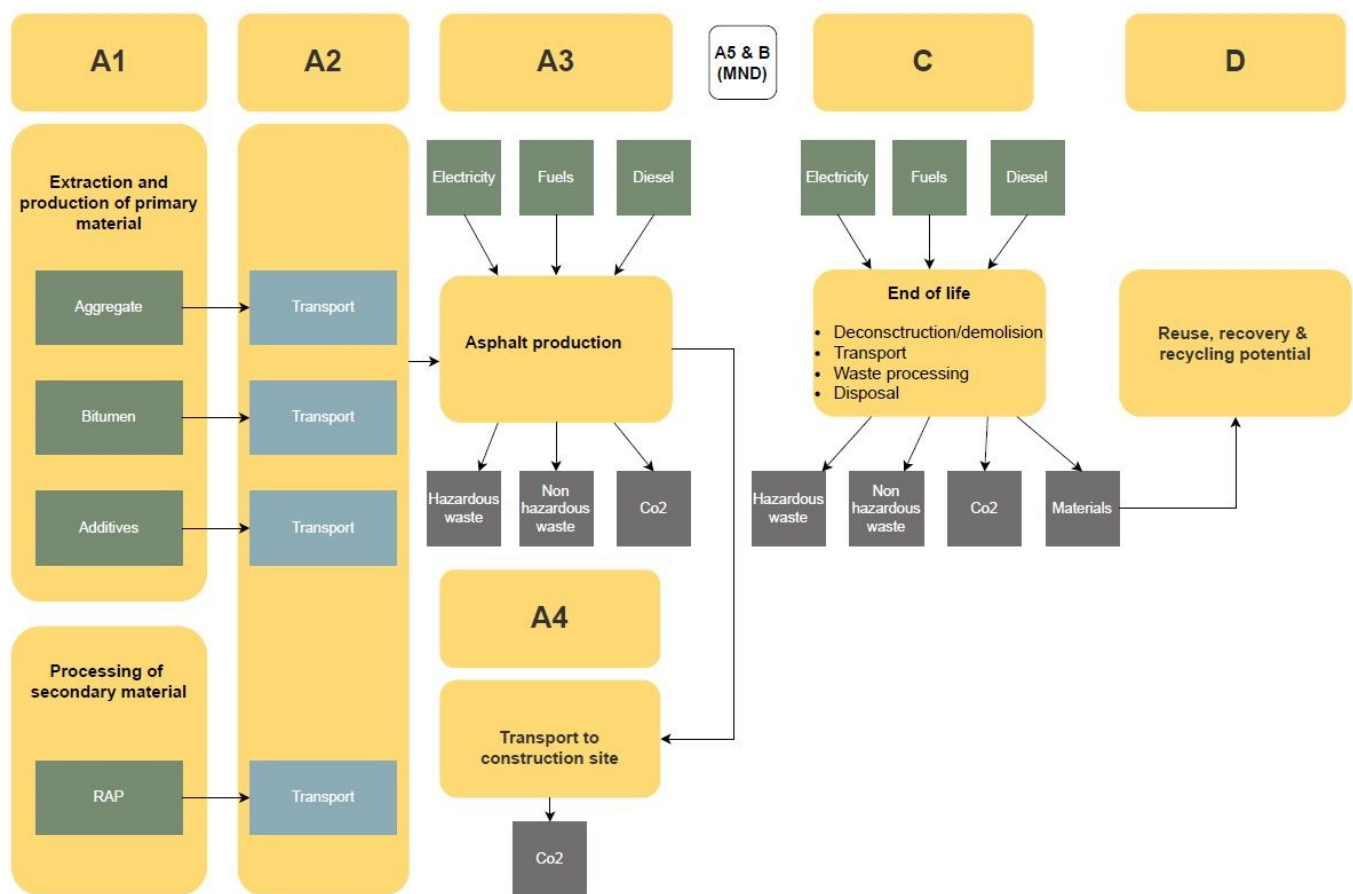 A1
A2
A3
A5 & B
(MND)
C
D
Extraction and
production of primary
material
Aggregate
Bitumen
Additives
Processing of
secondary material
RAP
Transport
Transport
Transport
Transport
Electricity
Fuels
Diesel
Asphalt production
Hazardous
waste
Non
hazardous
waste
Co2
A4
Transport to
construction site
Co2
Electricity
Fuels
Diesel
End of life
• Deconsctruction/demolision
• Transport
• Waste processing
• Disposal
Hazardous
waste
Non
hazardous
waste
Co2
Materials
Reuse, recovery &
recycling potential